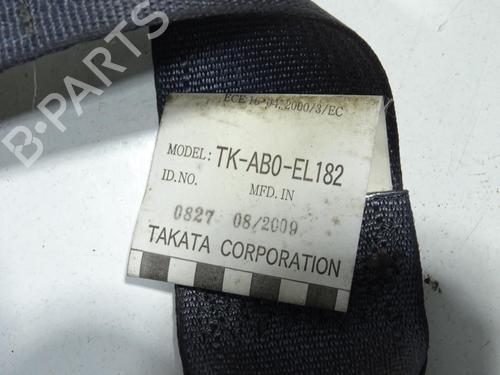 B-PARTS
ECE 16*04, 2000/3/EC
MODEL: TK-AB0-EL182
ID.NO. MFD. IN
0827 08/2009
TAKATA CORPORATION